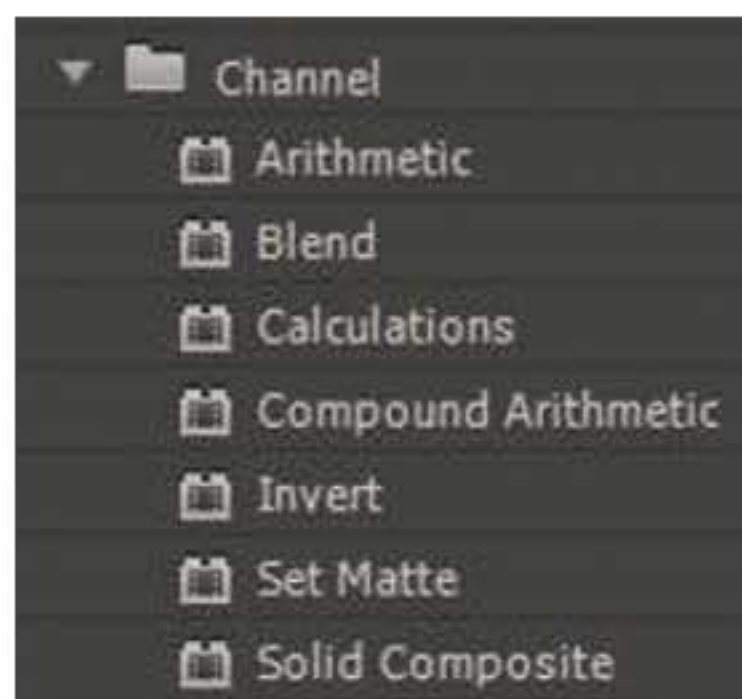 Channel
Arithmetic
Blend
Calculations
Compound Arithmetic
Invert
Set Matte
Solid Composite